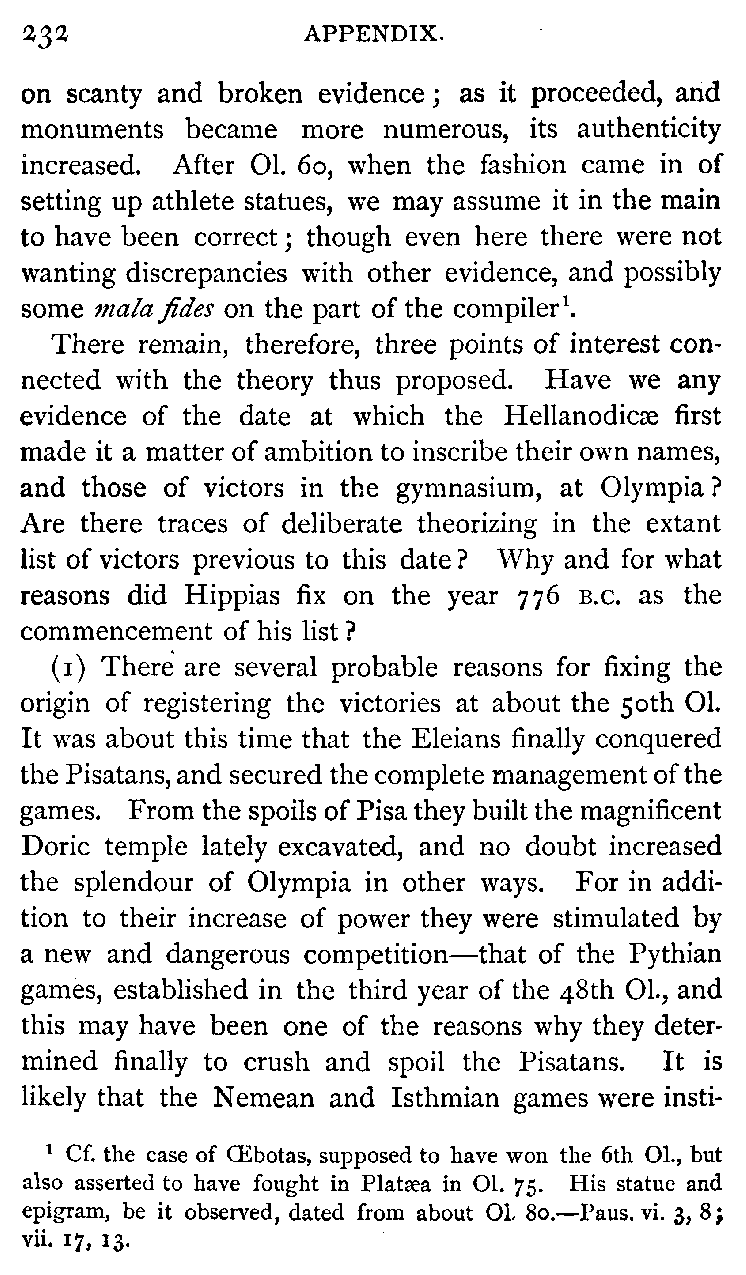 232 APPENDIX.
on scanty and broken evidence; as it proceeded, and
monuments became more numerous, its authenticity
increased. After Ol. 60, when the fashion came in of
setting up athlete statues, we may assume it in the main
to have been correct; though even here there were not
wanting discrepancies with other evidence, and possibly
some mala fides on the part of the compiler¹.
There remain, therefore, three points of interest con-
nected with the theory thus proposed. Have we any
evidence of the date at which the Hellanodicæ first
made it a matter of ambition to inscribe their own names,
and those of victors in the gymnasium, at Olympia?
Are there traces of deliberate theorizing in the extant
list of victors previous to this date? Why and for what
reasons did Hippias fix on the year 776 B.C. as the
commencement of his list?
(1) There are several probable reasons for fixing the
origin of registering the victories at about the 50th Ol.
It was about this time that the Eleians finally conquered
the Pisatans, and secured the complete management of the
games. From the spoils of Pisa they built the magnificent
Doric temple lately excavated, and no doubt increased
the splendour of Olympia in other ways. For in addi-
tion to their increase of power they were stimulated by
a new and dangerous competition—that of the Pythian
games, established in the third year of the 48th Ol., and
this may have been one of the reasons why they deter-
mined finally to crush and spoil the Pisatans. It is
likely that the Nemean and Isthmian games were insti-
¹ Cf. the case of Œbotas, supposed to have won the 6th Ol., but
also asserted to have fought in Platæa in Ol. 75. His statue and
epigram, be it observed, dated from about Ol. 80.—Paus. vi. 3, 8;
vii. 17, 13.